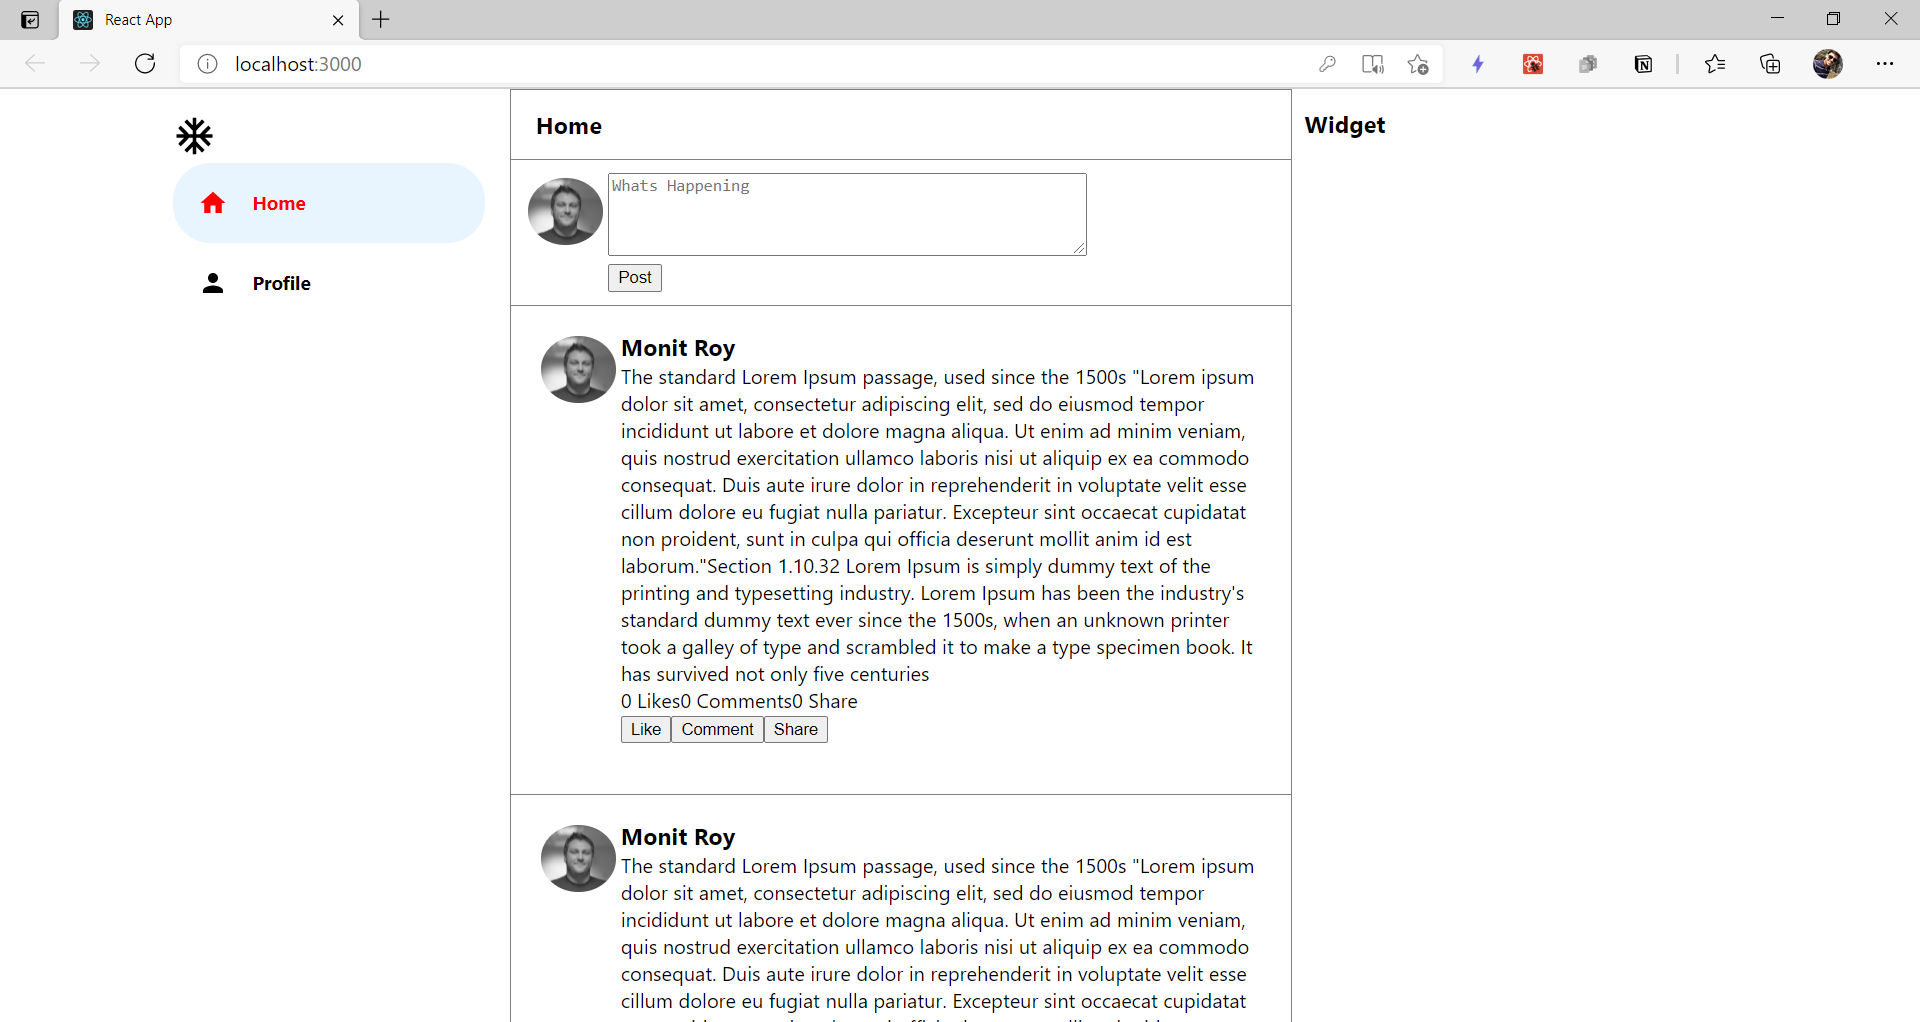 React App
localhost:3000
Home
Profile
Home
Whats Happening
Post
Monit Roy
The standard Lorem Ipsum passage, used since the 1500s "Lorem ipsum
dolor sit amet, consectetur adipiscing elit, sed do eiusmod tempor
incididunt ut labore et dolore magna aliqua. Ut enim ad minim veniam,
quis nostrud exercitation ullamco laboris nisi ut aliquip ex ea commodo
consequat. Duis aute irure dolor in reprehenderit in voluptate velit esse
cillum dolore eu fugiat nulla pariatur. Excepteur sint occaecat cupidatat
non proident, sunt in culpa qui officia deserunt mollit anim id est
laborum."Section 1.10.32 Lorem Ipsum is simply dummy text of the
printing and typesetting industry. Lorem Ipsum has been the industry's
standard dummy text ever since the 1500s, when an unknown printer
took a galley of type and scrambled it to make a type specimen book. It
has survived not only five centuries
0 Likes0 Comments0 Share
Like Comment Share
Monit Roy
The standard Lorem Ipsum passage, used since the 1500s "Lorem ipsum
dolor sit amet, consectetur adipiscing elit, sed do eiusmod tempor
incididunt ut labore et dolore magna aliqua. Ut enim ad minim veniam,
quis nostrud exercitation ullamco laboris nisi ut aliquip ex ea commodo
consequat. Duis aute irure dolor in reprehenderit in voluptate velit esse
cillum dolore eu fugiat nulla pariatur. Excepteur sint occaecat cupidatat
Widget